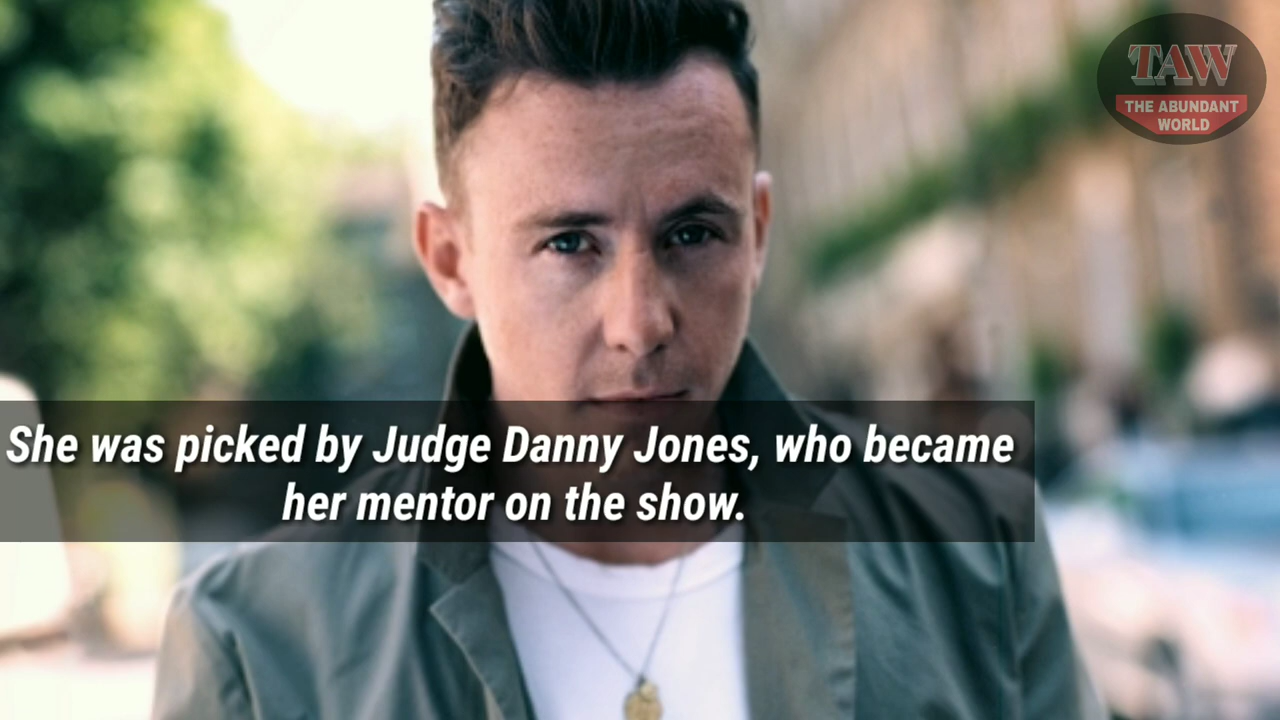 TAW
THE ABUNDANT
WORLD
She was picked by Judge Danny Jones, who became
her mentor on the show.